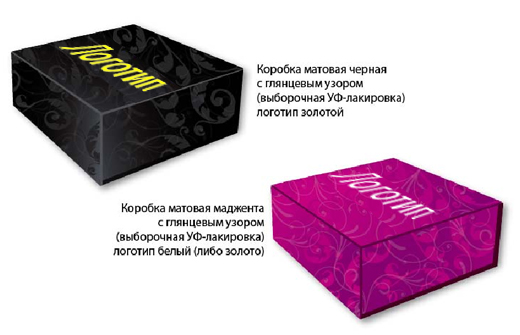 Логотип
Коробка матовая черная
с глянцевым узором
(выборочная УФ-лакировка)
логотип золотой
Логотип
Коробка матовая маджента
с глянцевым узором
(выборочная УФ-лакировка)
логотип белый (либо золото)